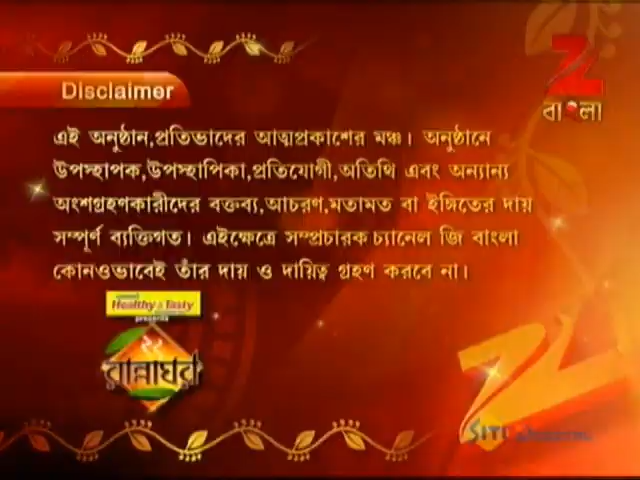 Disclaimer
বাংলা
এই অনুষ্ঠান,প্রতিভাদের আত্মপ্রকাশের মঞ্চ। অনুষ্ঠানে
উপস্থাপক,উপস্থাপিকা,প্রতিযোগী,অতিথি এবং অন্যান্য
অংশগ্রহণকারীদের বক্তব্য,আচরণ,মতামত বা ইঙ্গিতের দায়
সম্পূর্ণ ব্যক্তিগত। এইক্ষেত্রে সম্প্রচারক চ্যানেল জি বাংলা
কোনওভাবেই তাঁর দায় ও দায়িত্ব গ্রহণ করবে না।
Healthy & Tasty
presents
রান্নাঘর
SITI